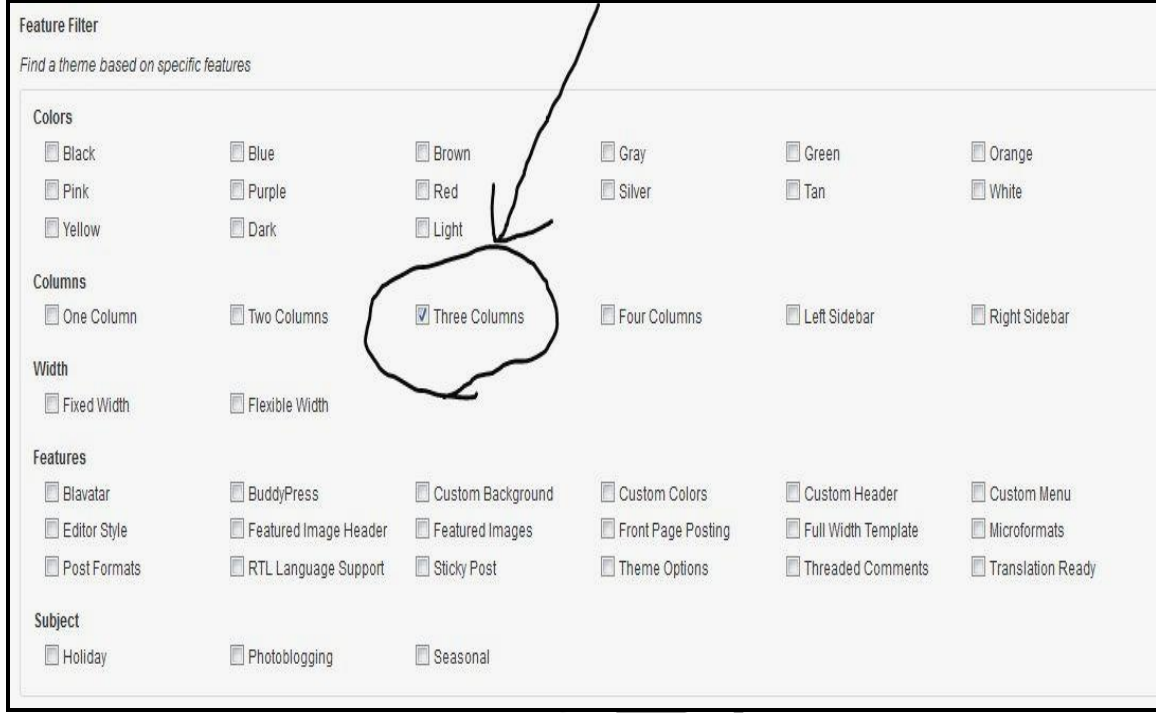 Feature Filter
Find a theme based on specific features
Colors
Black Blue Brown Gray Green Orange
Pink Purple Red Silver Tan White
Yellow Dark Light
Columns
One Column Two Columns Three Columns Four Columns Left Sidebar Right Sidebar
Width
Fixed Width Flexible Width
Features
Blavatar BuddyPress Custom Background Custom Colors Custom Header Custom Menu
Editor Style Featured Image Header Featured Images Front Page Posting Full Width Template Microformats
Post Formats RTL Language Support Sticky Post Theme Options Threaded Comments Translation Ready
Subject
Holiday Photoblogging Seasonal